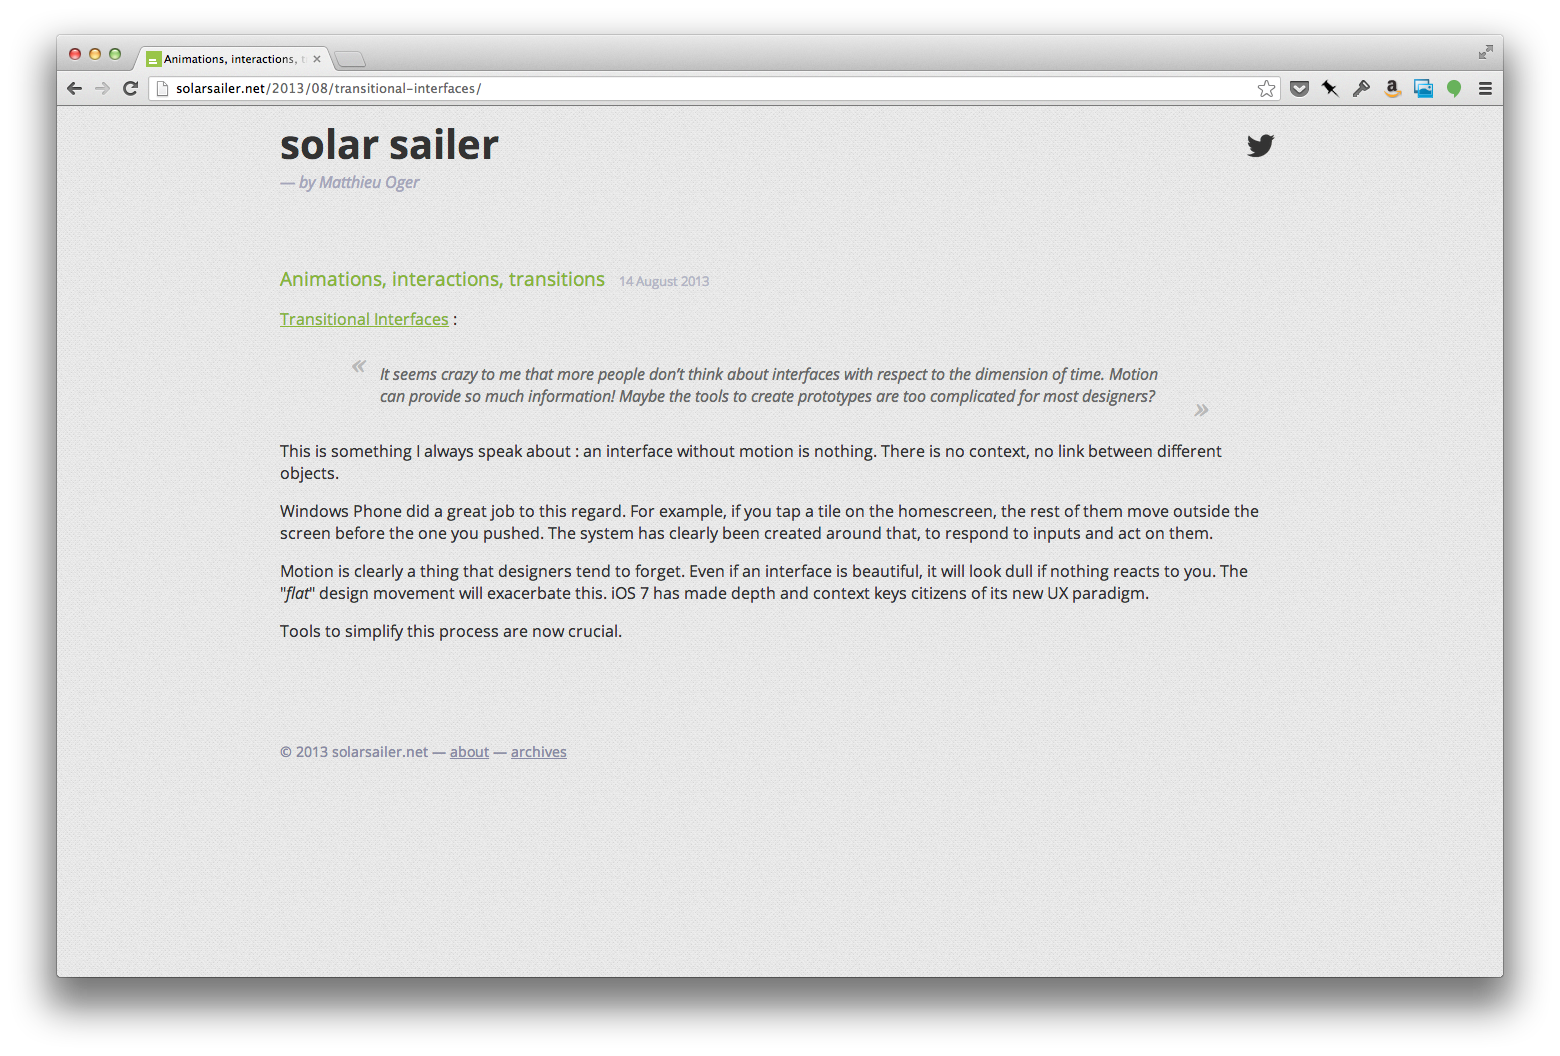 Animations, interactions, t
solarsailer.net/2013/08/transitional-interfaces/
solar sailer
— by Matthieu Oger
Animations, interactions, transitions 14 August 2013
Transitional Interfaces :
« It seems crazy to me that more people don’t think about interfaces with respect to the dimension of time. Motion
can provide so much information! Maybe the tools to create prototypes are too complicated for most designers? »
This is something I always speak about : an interface without motion is nothing. There is no context, no link between different
objects.
Windows Phone did a great job to this regard. For example, if you tap a tile on the homescreen, the rest of them move outside the
screen before the one you pushed. The system has clearly been created around that, to respond to inputs and act on them.
Motion is clearly a thing that designers tend to forget. Even if an interface is beautiful, it will look dull if nothing reacts to you. The
"flat" design movement will exacerbate this. iOS 7 has made depth and context keys citizens of its new UX paradigm.
Tools to simplify this process are now crucial.
© 2013 solarsailer.net — about — archives